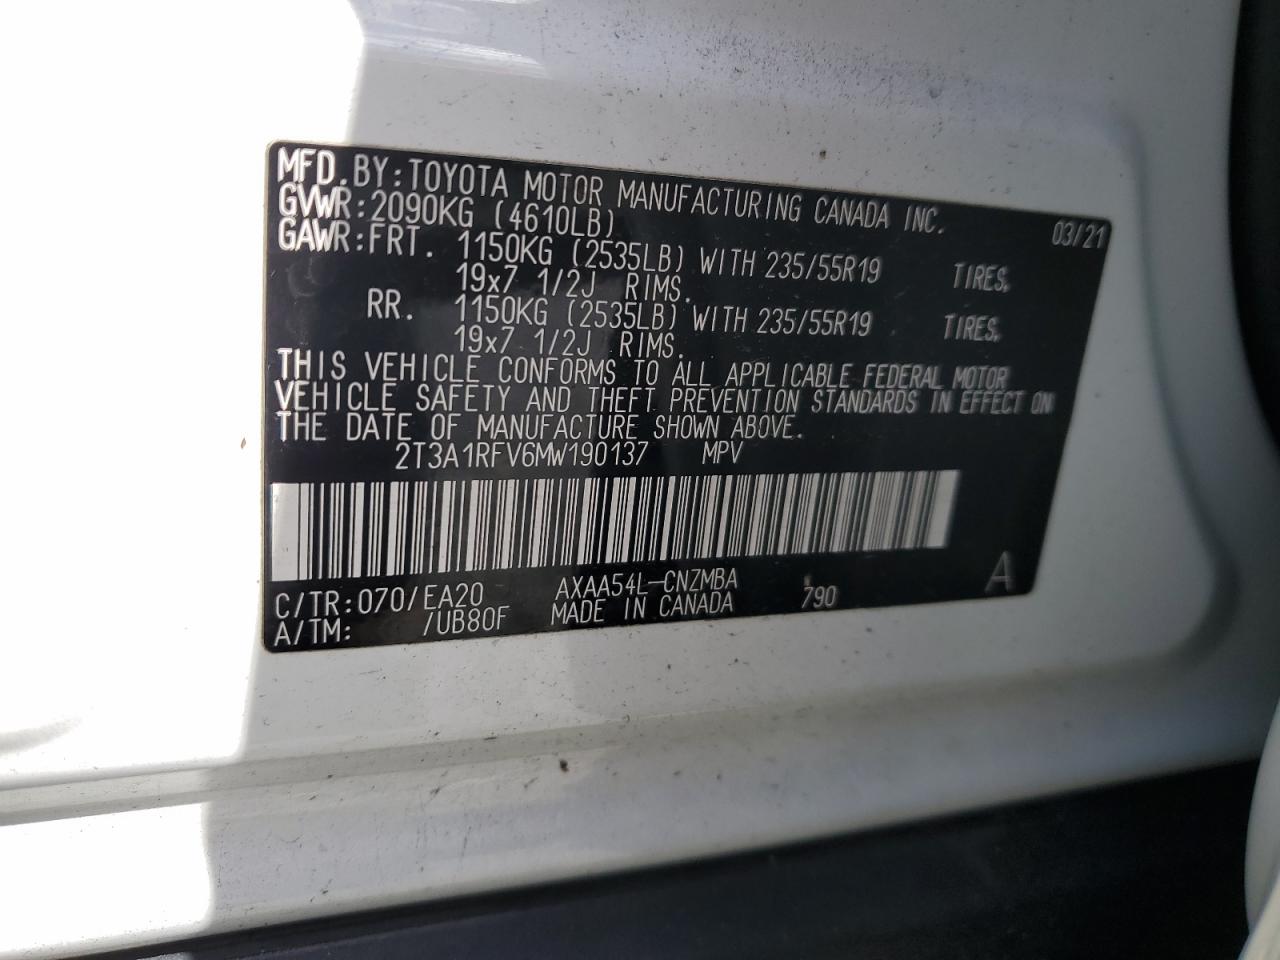 MFD.BY:TOYOTA MOTOR MANUFACTURING CANADA INC. 03/21
GVWR:2090KG (4610LB)
GAWR:FRT. 1150KG (2535LB) WITH 235/55R19 TIRES,
19x7 1/2J RIMS.
RR. 1150KG (2535LB) WITH 235/55R19 TIRES,
19x7 1/2J RIMS.
THIS VEHICLE CONFORMS TO ALL APPLICABLE FEDERAL MOTOR
VEHICLE SAFETY AND THEFT PREVENTION STANDARDS IN EFFECT ON
THE DATE OF MANUFACTURE SHOWN ABOVE.
2T3A1RFV6MW190137 MPV
C/TR:070/EA20 AXAA54L-CNZMBA 790 A
A/TM: /UB80F MADE IN CANADA